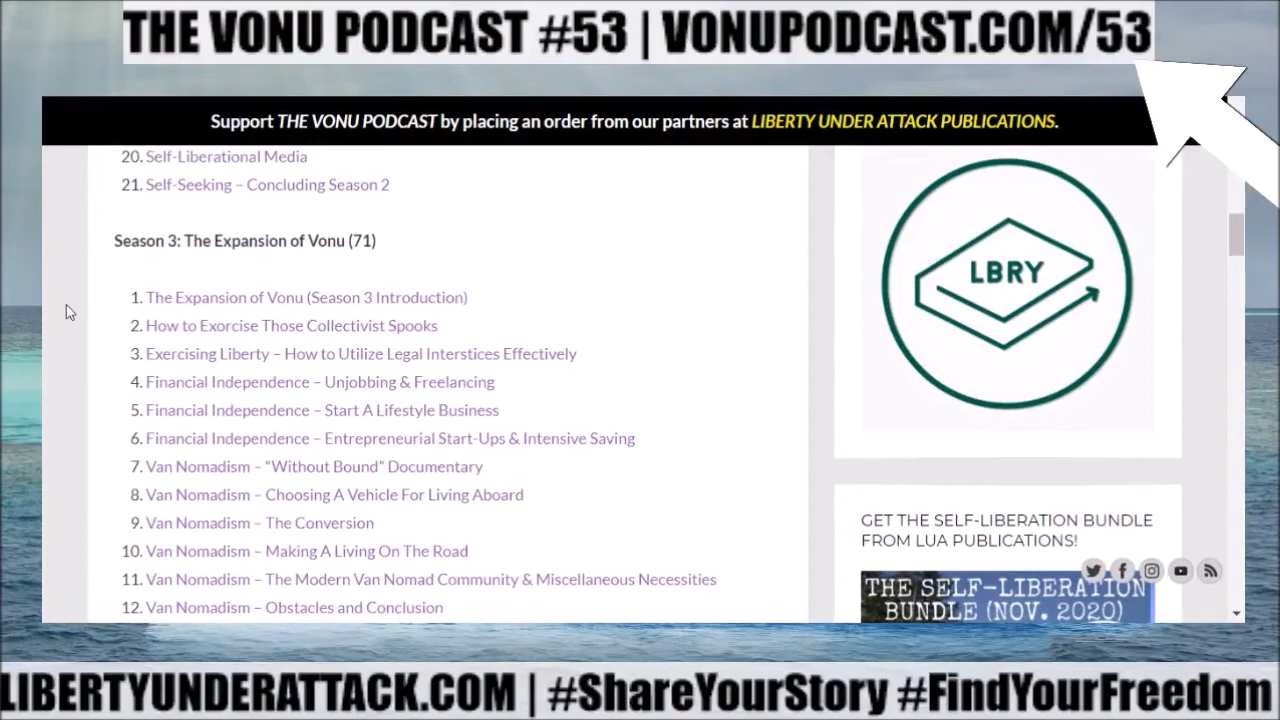 THE VONU PODCAST #53 | VONUPODCAST.COM/53
Support THE VONU PODCAST by placing an order from our partners at LIBERTY UNDER ATTACK PUBLICATIONS.
20. Self-Liberational Media
21. Self-Seeking – Concluding Season 2
Season 3: The Expansion of Vonu (71)
1. The Expansion of Vonu (Season 3 Introduction)
2. How to Exorcise Those Collectivist Spooks
3. Exercising Liberty – How to Utilize Legal Interstices Effectively
4. Financial Independence – Unjobbing & Freelancing
5. Financial Independence – Start A Lifestyle Business
6. Financial Independence – Entrepreneurial Start-Ups & Intensive Saving
7. Van Nomadism – “Without Bound” Documentary
8. Van Nomadism – Choosing A Vehicle For Living Aboard
9. Van Nomadism – The Conversion
10. Van Nomadism – Making A Living On The Road
11. Van Nomadism – The Modern Van Nomad Community & Miscellaneous Necessities
12. Van Nomadism – Obstacles and Conclusion
LBRY
GET THE SELF-LIBERATION BUNDLE
FROM LUA PUBLICATIONS!
THE SELF-LIBERATION
BUNDLE (NOV. 2020)
LIBERTYUNDERATTACK.COM | #ShareYourStory #FindYourFreedom